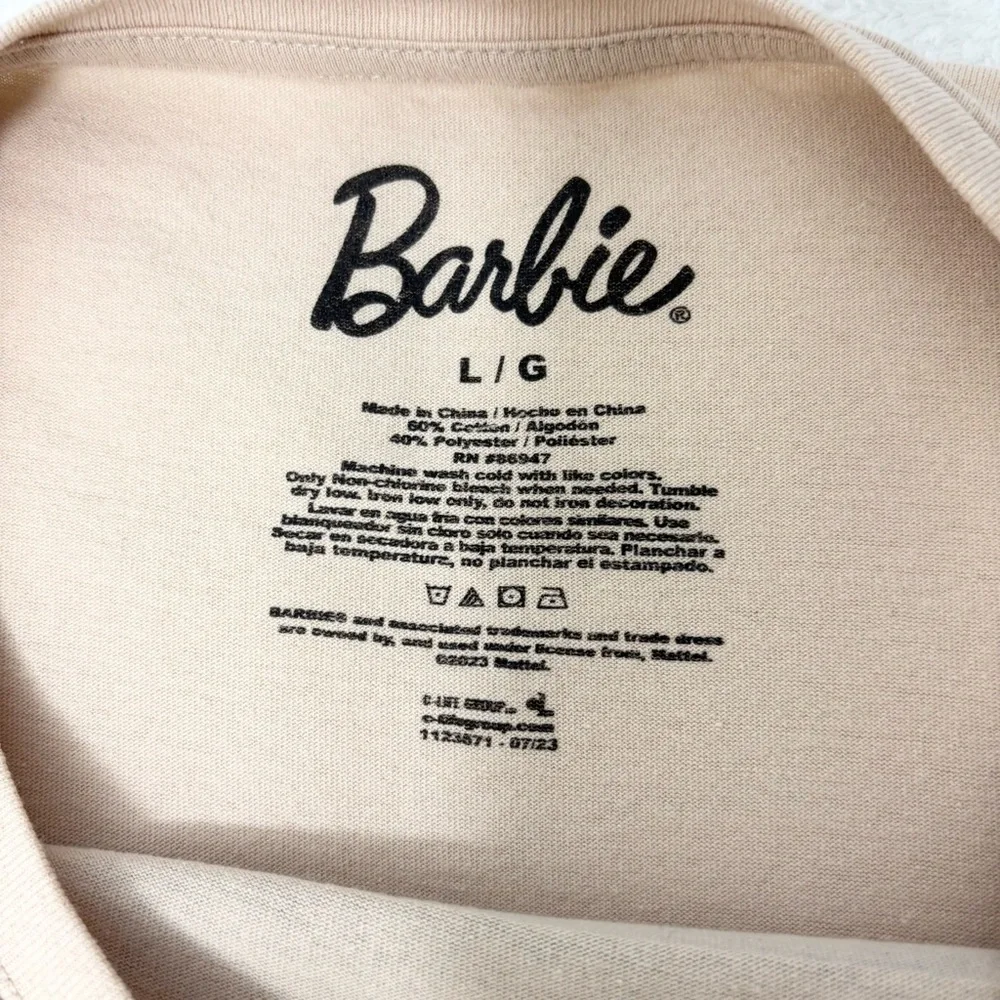 Barbie®
L / G
Made in China / Hecho en China
60% Cotton / Algodón
40% Polyester / Poliéster
RN #86947
Machine wash cold with like colors.
Only Non-chlorine bleach when needed. Tumble
dry low. Iron low only, do not iron decoration.
Lavar en agua fria con colores similares. Use
blanqueador sin cloro solo cuando sea necesario.
Secar en secadora a baja temperatura. Planchar a
baja temperatura, no planchar el estampado.
and associated trademarks and trade dress
are owned by, and used under license from, Mattel.
©2023 Mattel.
C-LIFE GROUP
c-lifegroup.com
1123571 - 07/23